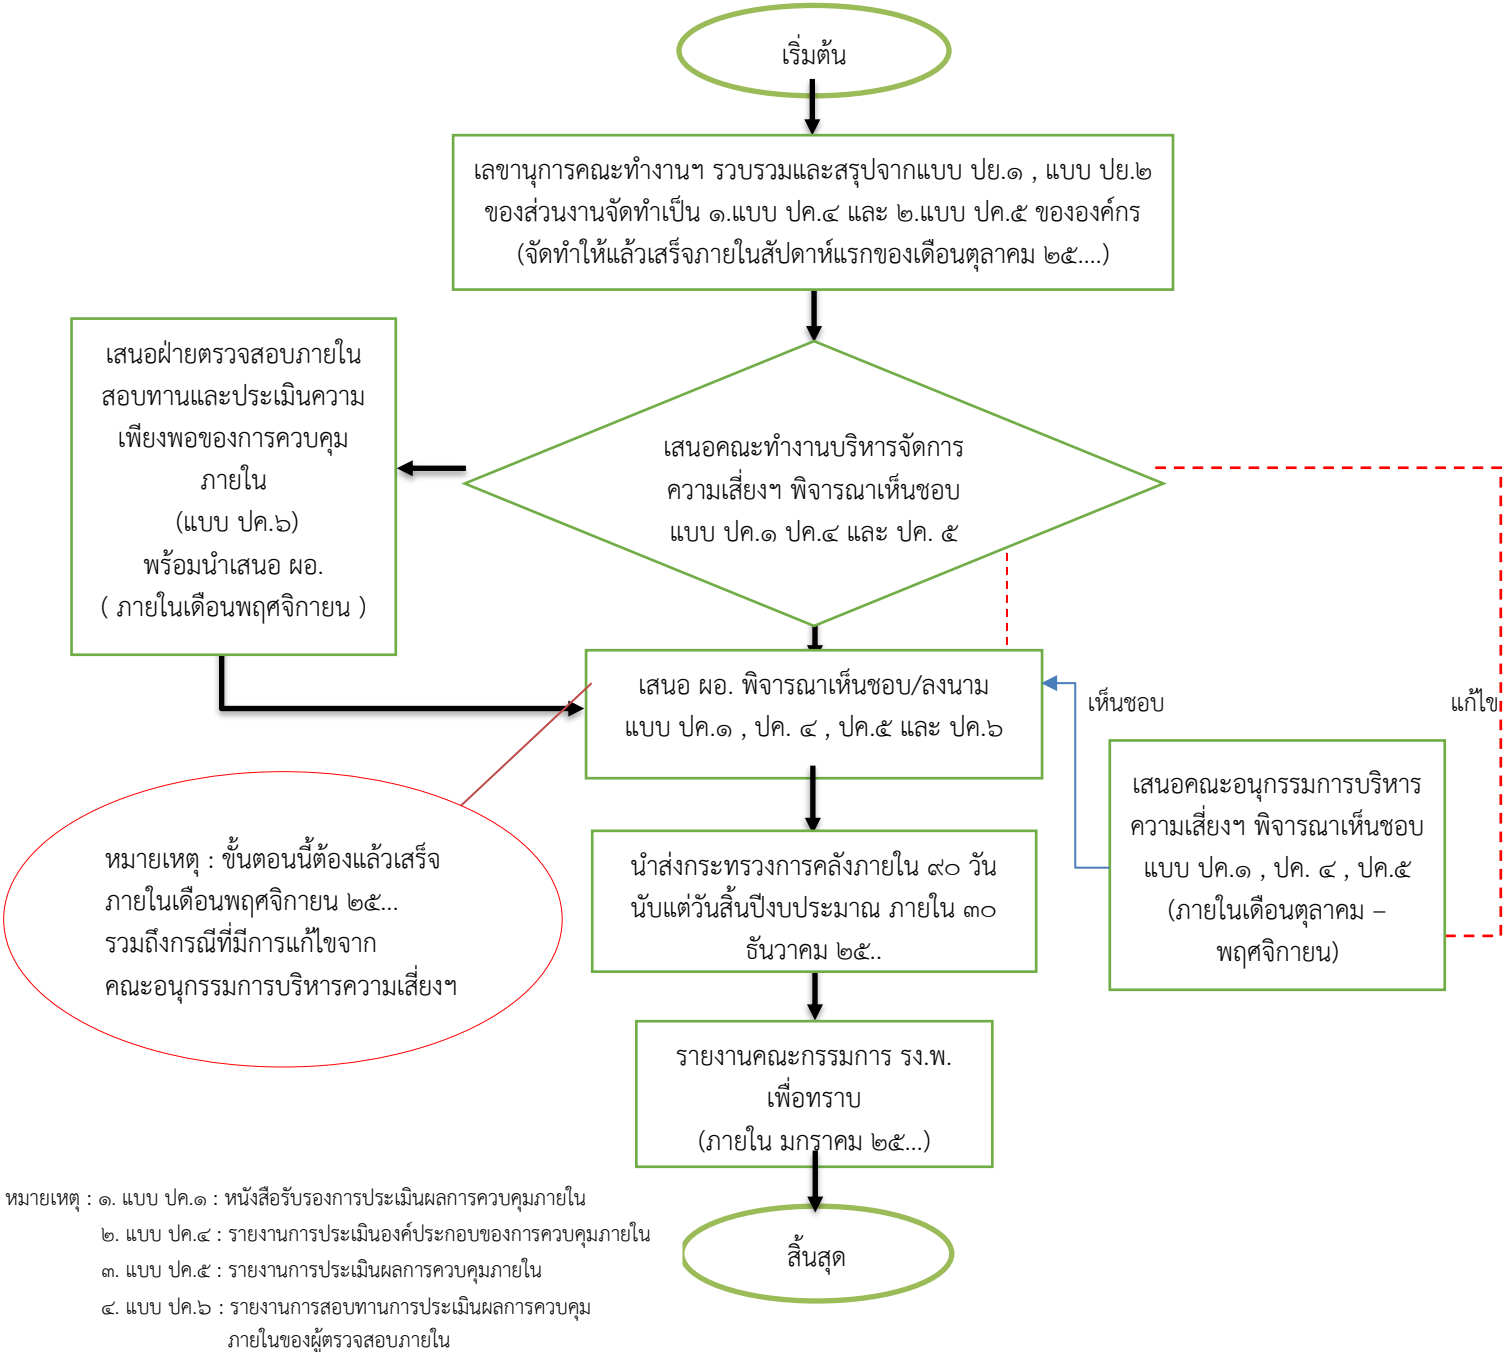 เริ่มต้น
เลขานุการคณะทำงานฯ รวบรวมและสรุปจากแบบ ปย.๑ , แบบ ปย.๒
ของส่วนงานจัดทำเป็น ๑.แบบ ปค.๔ และ ๒.แบบ ปค.๕ ขององค์กร
(จัดทำให้แล้วเสร็จภายในสัปดาห์แรกของเดือนตุลาคม ๒๕....)
เสนอฝ่ายตรวจสอบภายใน
สอบทานและประเมินความ
เพียงพอของการควบคุม
ภายใน
(แบบ ปค.๖)
พร้อมนำเสนอ ผอ.
( ภายในเดือนพฤศจิกายน )
เสนอคณะทำงานบริหารจัดการ
ความเสี่ยงฯ พิจารณาเห็นชอบ
แบบ ปค.๑ ปค.๔ และ ปค. ๕
เสนอ ผอ. พิจารณาเห็นชอบ/ลงนาม
แบบ ปค.๑ , ปค. ๔ , ปค.๕ และ ปค.๖
เห็นชอบ
แก้ไข
เสนอคณะอนุกรรมการบริหาร
ความเสี่ยงฯ พิจารณาเห็นชอบ
แบบ ปค.๑ , ปค. ๔ , ปค.๕
(ภายในเดือนตุลาคม –
พฤศจิกายน)
หมายเหตุ : ขั้นตอนนี้ต้องแล้วเสร็จ
ภายในเดือนพฤศจิกายน ๒๕...
รวมถึงกรณีที่มีการแก้ไขจาก
คณะอนุกรรมการบริหารความเสี่ยงฯ
นำส่งกระทรวงการคลังภายใน ๙๐ วัน
นับแต่วันสิ้นปีงบประมาณ ภายใน ๓๐
ธันวาคม ๒๕..
รายงานคณะกรรมการ รง.พ.
เพื่อทราบ
(ภายใน มกราคม ๒๕...)
สิ้นสุด
หมายเหตุ : ๑. แบบ ปค.๑ : หนังสือรับรองการประเมินผลการควบคุมภายใน
๒. แบบ ปค.๔ : รายงานการประเมินองค์ประกอบของการควบคุมภายใน
๓. แบบ ปค.๕ : รายงานการประเมินผลการควบคุมภายใน
๔. แบบ ปค.๖ : รายงานการสอบทานการประเมินผลการควบคุม
ภายในของผู้ตรวจสอบภายใน